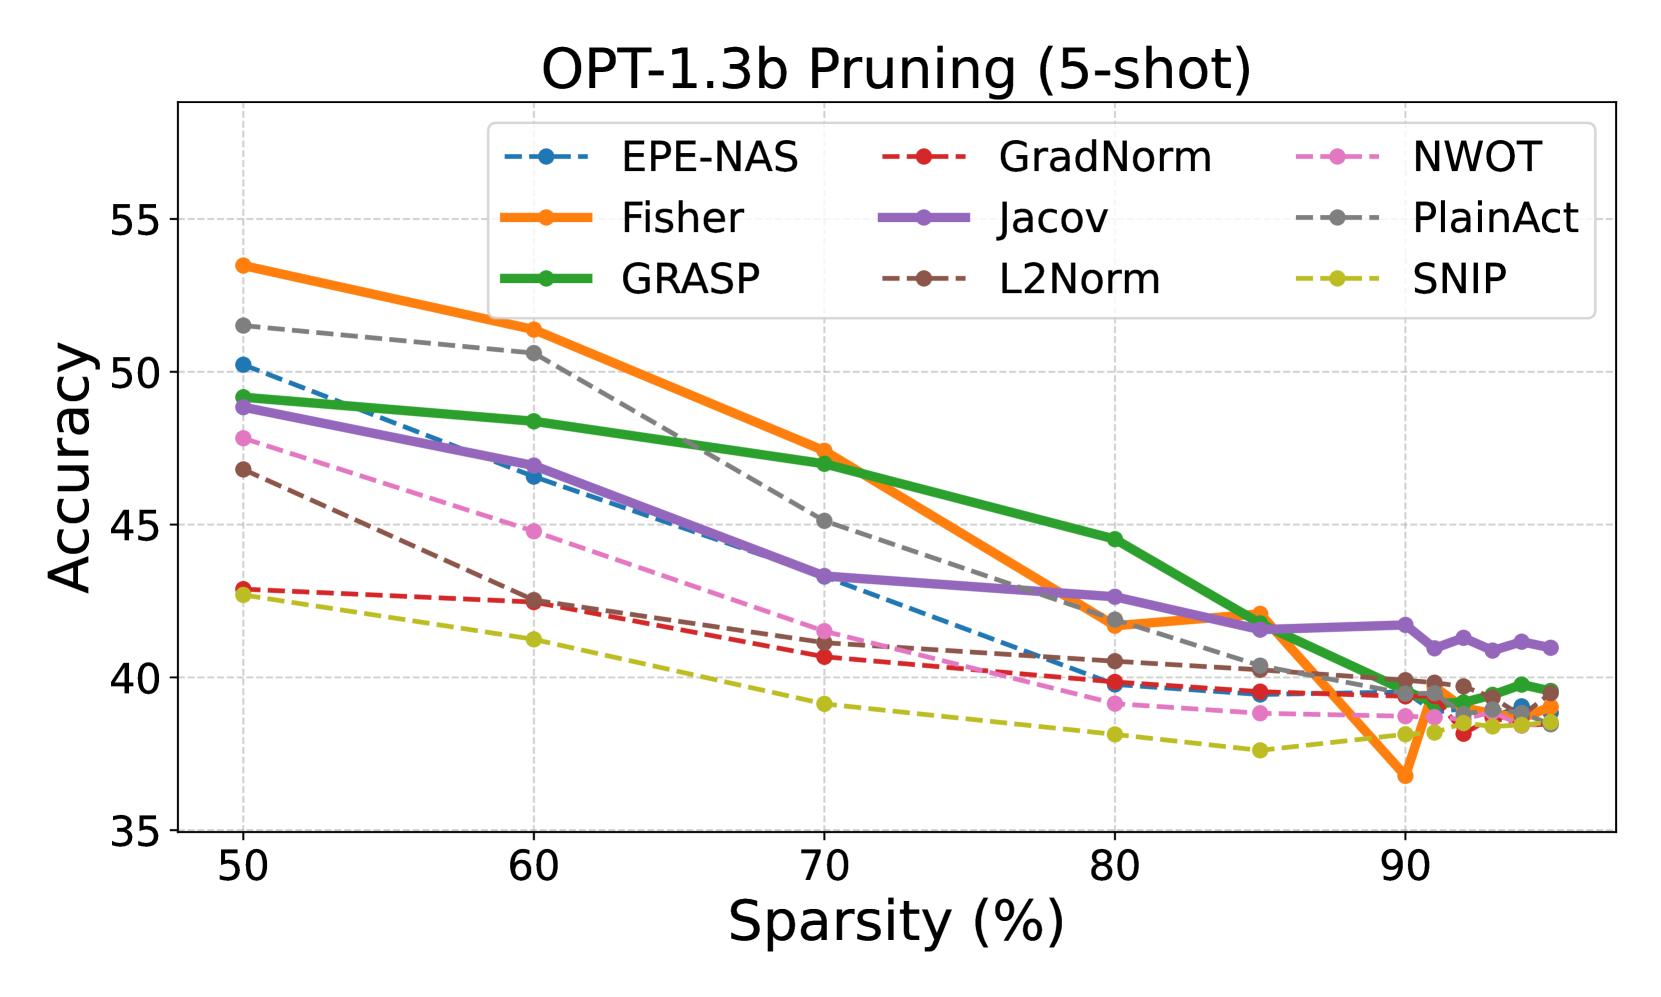 OPT-1.3b Pruning (5-shot)
EPE-NAS
Fisher
GRASP
GradNorm
Jacov
L2Norm
NWOT
PlainAct
SNIP
Accuracy
55
50
45
40
35
50 60 70 80 90
Sparsity (%)